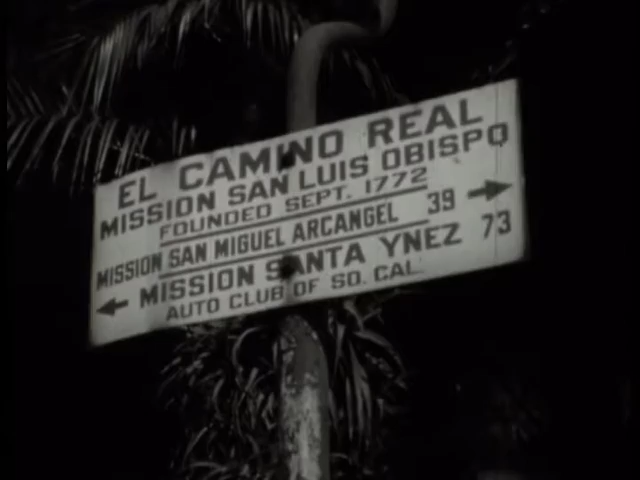 EL CAMINO REAL
MISSION SAN LUIS OBISPO
FOUNDED SEPT. 1772
MISSION SAN MIGUEL ARCANGEL 39 →
← MISSION SANTA YNEZ 73
AUTO CLUB OF SO. CAL.